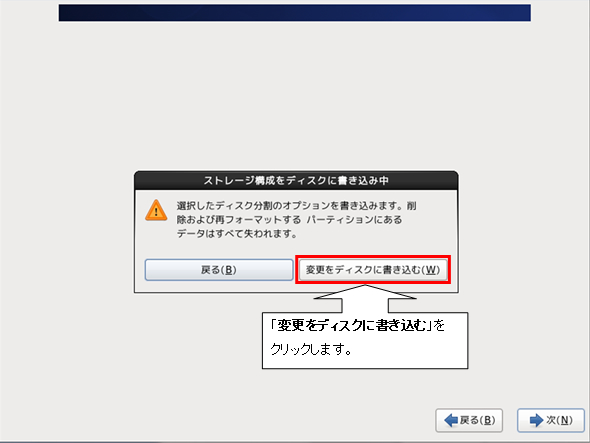 ストレージ構成をディスクに書き込み中
選択したディスク分割のオプションを書き込みます。削
除および再フォーマットする パーティションにある
データはすべて失われます。
戻る(B)
変更をディスクに書き込む(W)
「変更をディスクに書き込む」を
クリックします。
戻る(B)
次(N)